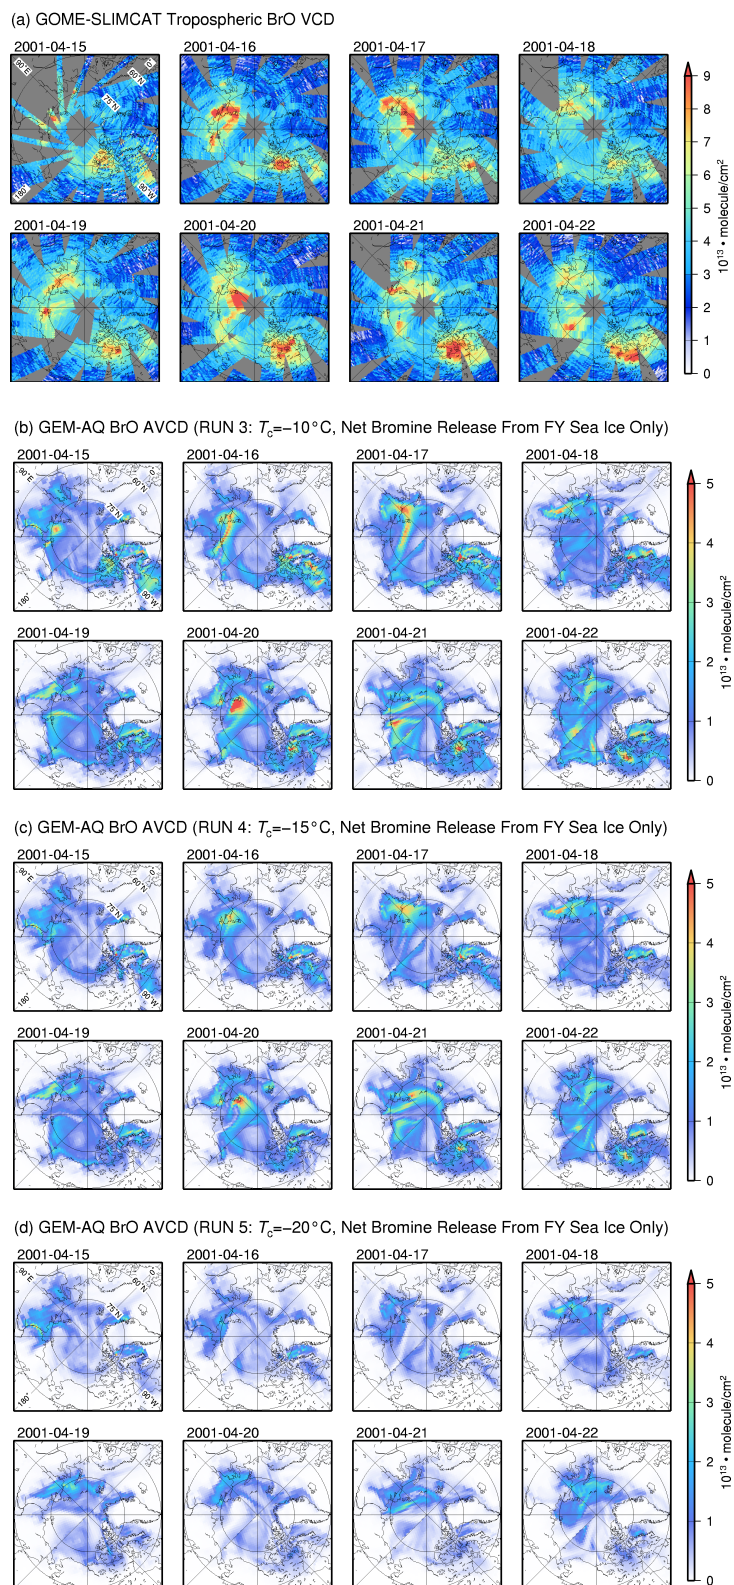 (a) GOME-SLIMCAT Tropospheric BrO VCD
2001-04-15 2001-04-16 2001-04-17 2001-04-18
90°E 0° 60°N 75°N 180° 90°W
2001-04-19 2001-04-20 2001-04-21 2001-04-22
9
8
7
6
5
4
3
2
1
0
10¹³ • molecule/cm²
(b) GEM-AQ BrO AVCD (RUN 3: Tc=−10°C, Net Bromine Release From FY Sea Ice Only)
2001-04-15 2001-04-16 2001-04-17 2001-04-18
90°E 0° 60°N 75°N 180° 90°W
2001-04-19 2001-04-20 2001-04-21 2001-04-22
5
4
3
2
1
0
10¹³ • molecule/cm²
(c) GEM-AQ BrO AVCD (RUN 4: Tc=−15°C, Net Bromine Release From FY Sea Ice Only)
2001-04-15 2001-04-16 2001-04-17 2001-04-18
90°E 0° 60°N 75°N 180° 90°W
2001-04-19 2001-04-20 2001-04-21 2001-04-22
5
4
3
2
1
0
10¹³ • molecule/cm²
(d) GEM-AQ BrO AVCD (RUN 5: Tc=−20°C, Net Bromine Release From FY Sea Ice Only)
2001-04-15 2001-04-16 2001-04-17 2001-04-18
90°E 0° 60°N 75°N 180° 90°W
2001-04-19 2001-04-20 2001-04-21 2001-04-22
5
4
3
2
1
0
10¹³ • molecule/cm²